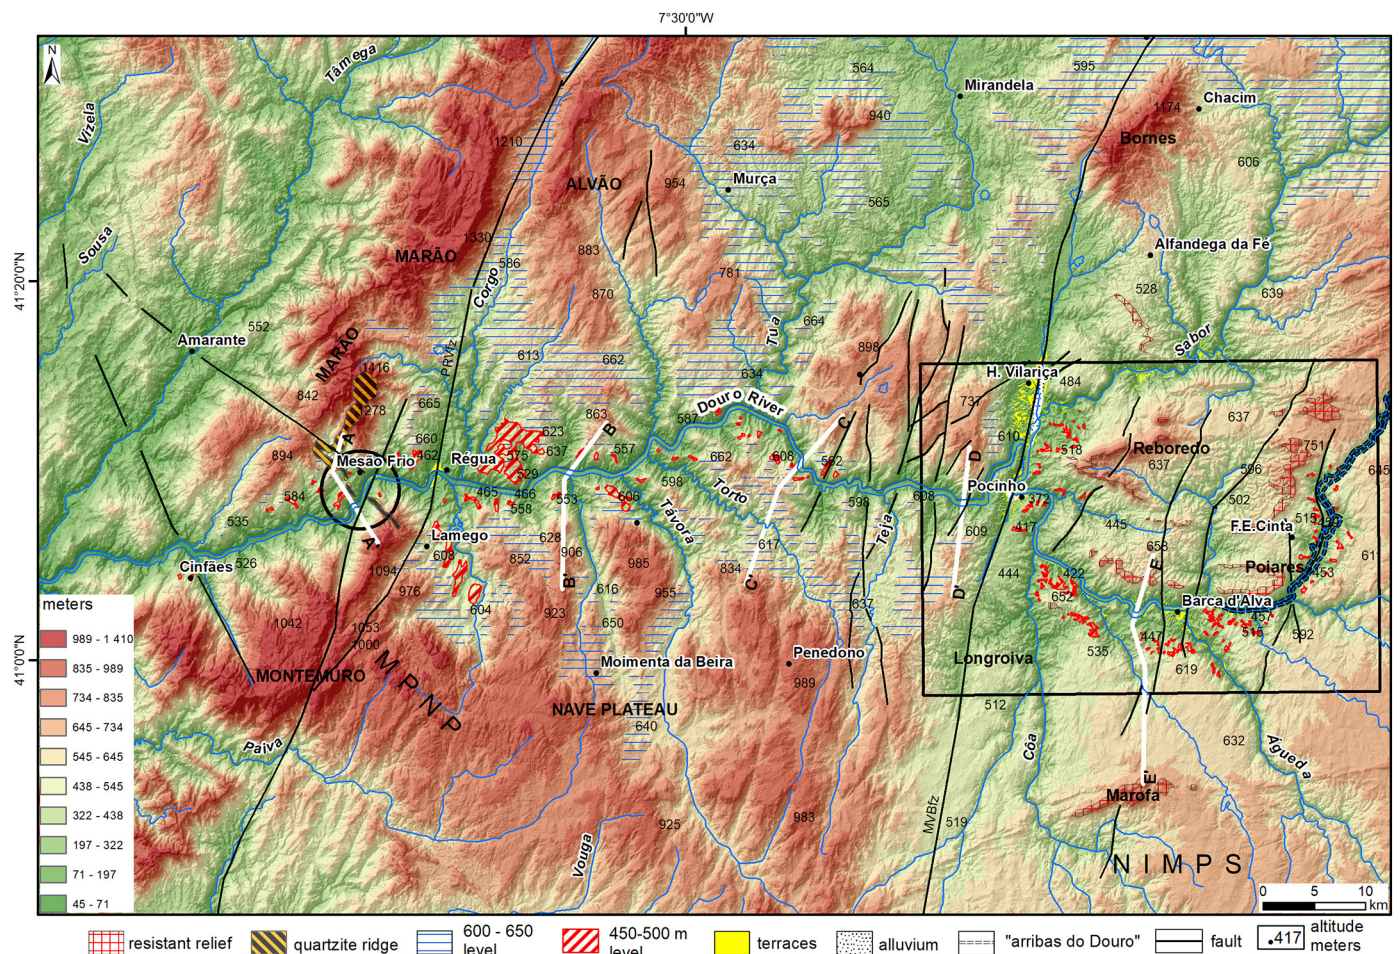 7°30'0"W
N
Tâmega
Vizela
564
595
Mirandela
1174
Chacim
940
Bornes
1210
634
606
ALVÃO
954
Murça
565
Sousa
1330
MARÃO
883
586
Alfandega da Fé
41°20'0"N
Corgo
781
870
528
639
552
Tua
664
Sabor
Amarante
MARÃO
PRVfz
613
662
898
1416
634
H. Vilariça
484
842
1278
665
Douro River
737
863
587
637
623
B
C
610
A
660
637
557
Reboredo
751
894
462
575
662
608
562
518
Mesão Frio
Régua
529
D
637
596
645
598
Pocinho
584
465
466
606
Torto
598
608
372
502
515
558
553
Távora
535
417
445
F.E.Cinta
Teja
609
A'
Lamego
628
617
658
611
526
608
852
906
985
Cinfães
1094
834
444
422
E
Poiares
453
meters
976
B'
616
955
C'
D'
652
Barca d'Alva
604
637
457
989 - 1 410
1042
1053
923
650
447
516
592
835 - 989
1000
535
MONTEMURO
Moimenta da Beira
Penedono
Longroiva
619
734 - 835
MPNP
989
NAVE PLATEAU
512
645 - 734
640
Paiva
Côa
632
Águeda
41°0'0"N
545 - 645
E'
438 - 545
Marofa
322 - 438
925
983
MVBfz
519
197 - 322
Vouga
NIMPS
71 - 197
0 5 10
45 - 71
km
resistant relief
quartzite ridge
600 - 650
level
450-500 m
level
terraces
alluvium
"arribas do Douro"
fault
.417
altitude
meters